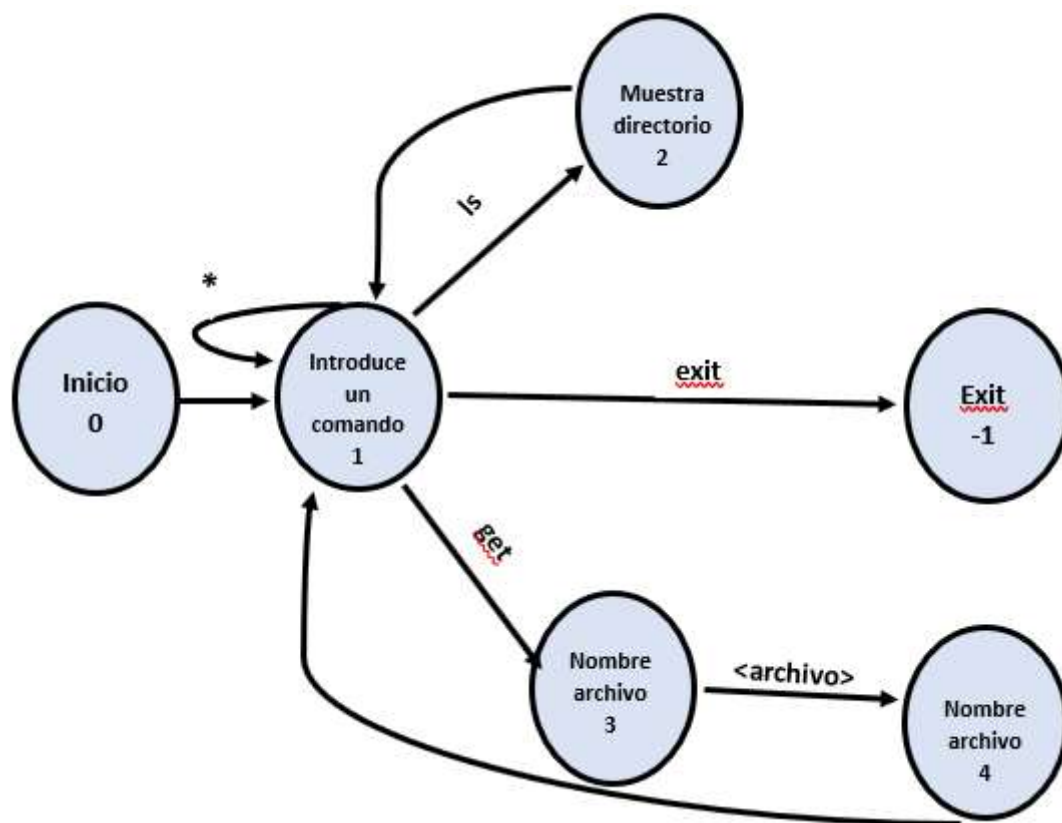 Muestra
directorio
2
ls
*
Inicio
0
Introduce
un
comando
1
exit
Exit
-1
get
Nombre
archivo
3
<archivo>
Nombre
archivo
4